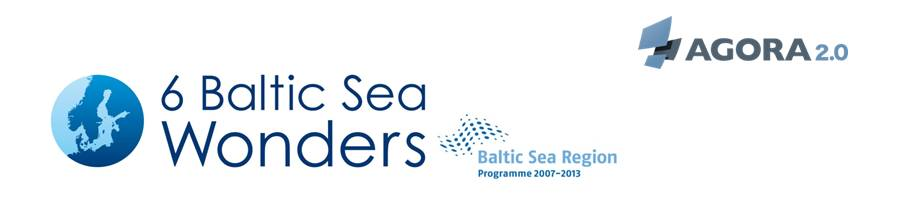 AGORA 2.0
6 Baltic Sea
Wonders
Baltic Sea Region
Programme 2007-2013